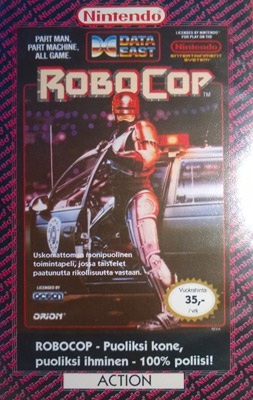 Nintendo
PART MAN,
PART MACHINE,
ALL GAME.
DATA
EAST
LICENSED BY NINTENDO
FOR PLAY ON THE
Nintendo
ENTERTAINMENT
SYSTEM
ROBOCOP
TM
Uskomattoman monipuolinen
toimintapeli, jossa taistelet
paatunutta rikollisuutta vastaan.
LICENSED BY
ocean
ORION
Vuokrahinta
35,-
/ vk
ROBOCOP - Puoliksi kone,
puoliksi ihminen - 100% poliisi!
ACTION